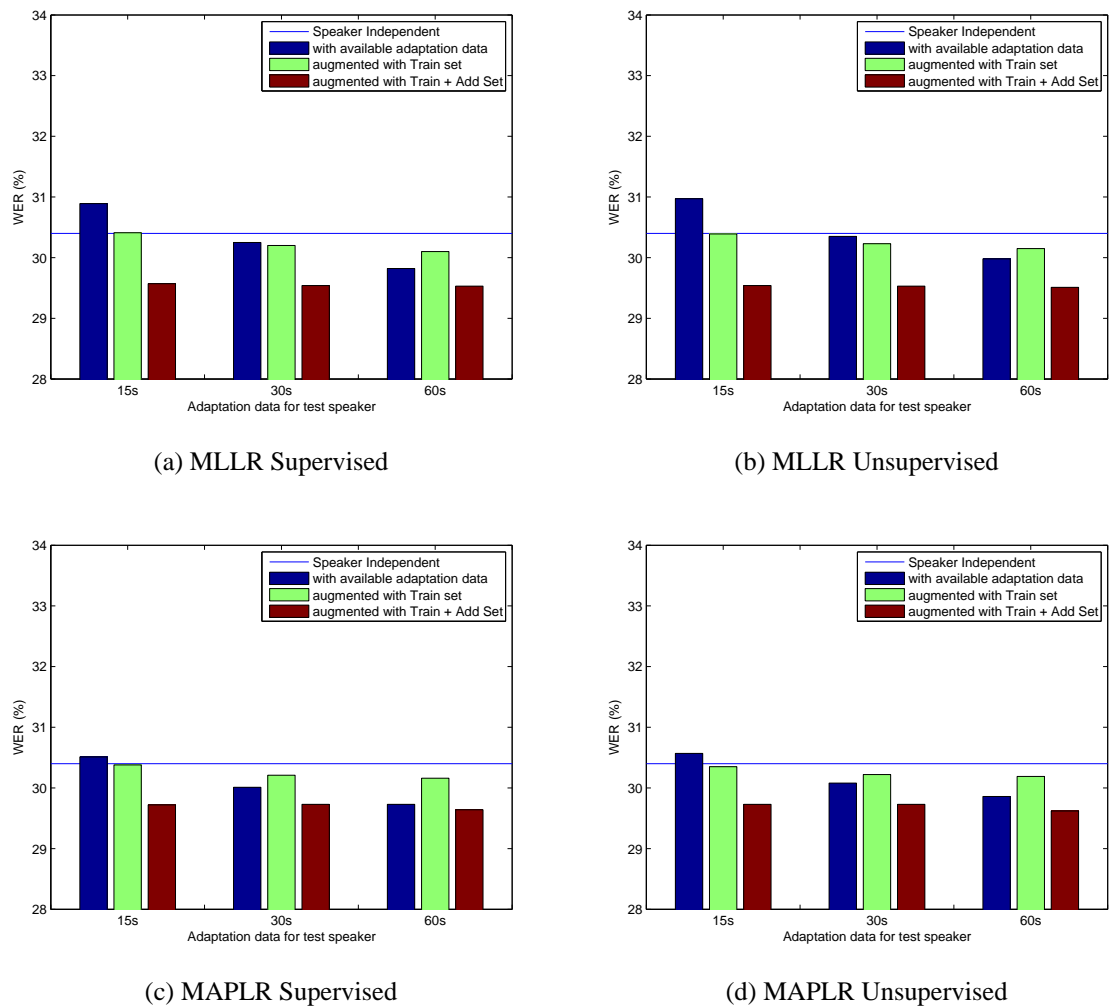 34
33
32
31
30
29
28
WER (%)
Speaker Independent
with available adaptation data
augmented with Train set
augmented with Train + Add Set
15s 30s 60s
Adaptation data for test speaker
(a) MLLR Supervised
34
33
32
31
30
29
28
WER (%)
Speaker Independent
with available adaptation data
augmented with Train set
augmented with Train + Add Set
15s 30s 60s
Adaptation data for test speaker
(b) MLLR Unsupervised
34
33
32
31
30
29
28
WER (%)
Speaker Independent
with available adaptation data
augmented with Train set
augmented with Train + Add Set
15s 30s 60s
Adaptation data for test speaker
(c) MAPLR Supervised
34
33
32
31
30
29
28
WER (%)
Speaker Independent
with available adaptation data
augmented with Train set
augmented with Train + Add Set
15s 30s 60s
Adaptation data for test speaker
(d) MAPLR Unsupervised